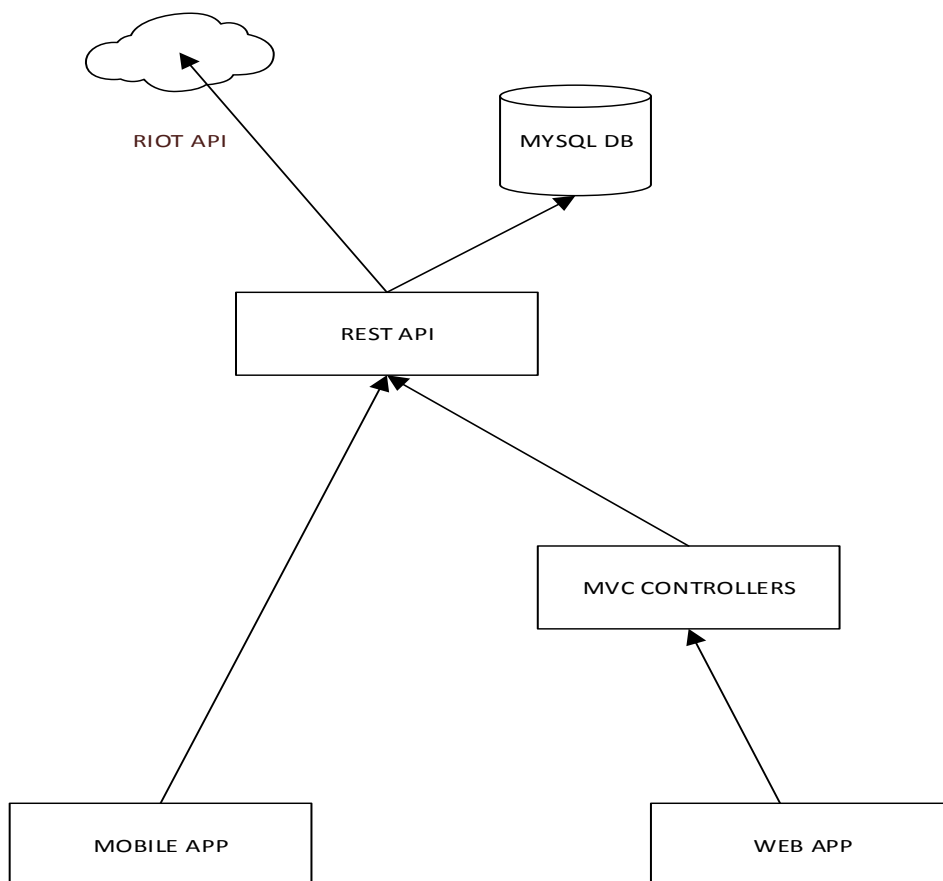 RIOT API
MYSQL DB
REST API
MVC CONTROLLERS
MOBILE APP
WEB APP